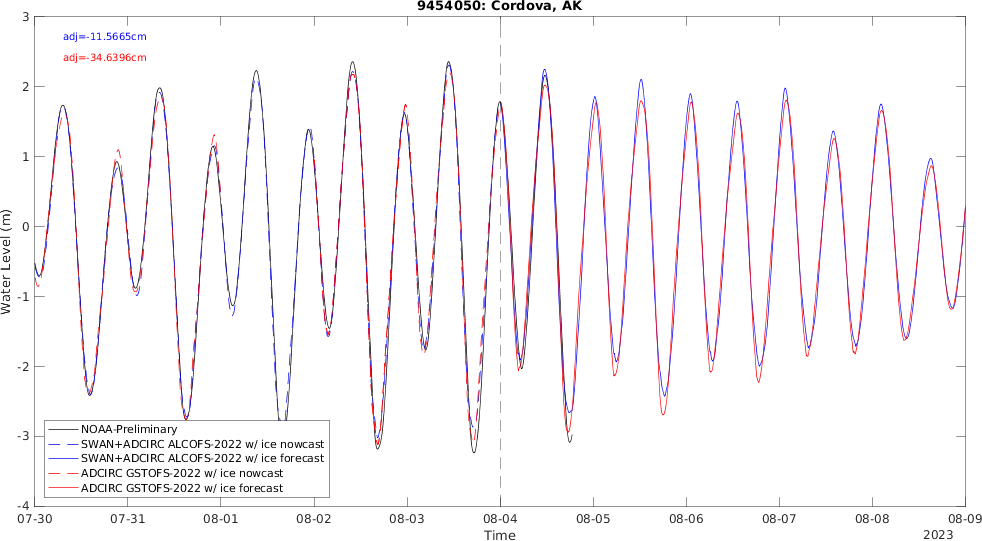 9454050: Cordova, AK
adj=-11.5665cm
adj=-34.6396cm
3
2
1
0
-1
-2
-3
-4
Water Level (m)
NOAA-Preliminary
SWAN+ADCIRC ALCOFS-2022 w/ ice nowcast
SWAN+ADCIRC ALCOFS-2022 w/ ice forecast
ADCIRC GSTOFS-2022 w/ ice nowcast
ADCIRC GSTOFS-2022 w/ ice forecast
07-30 07-31 08-01 08-02 08-03 08-04 08-05 08-06 08-07 08-08 08-09
Time
2023